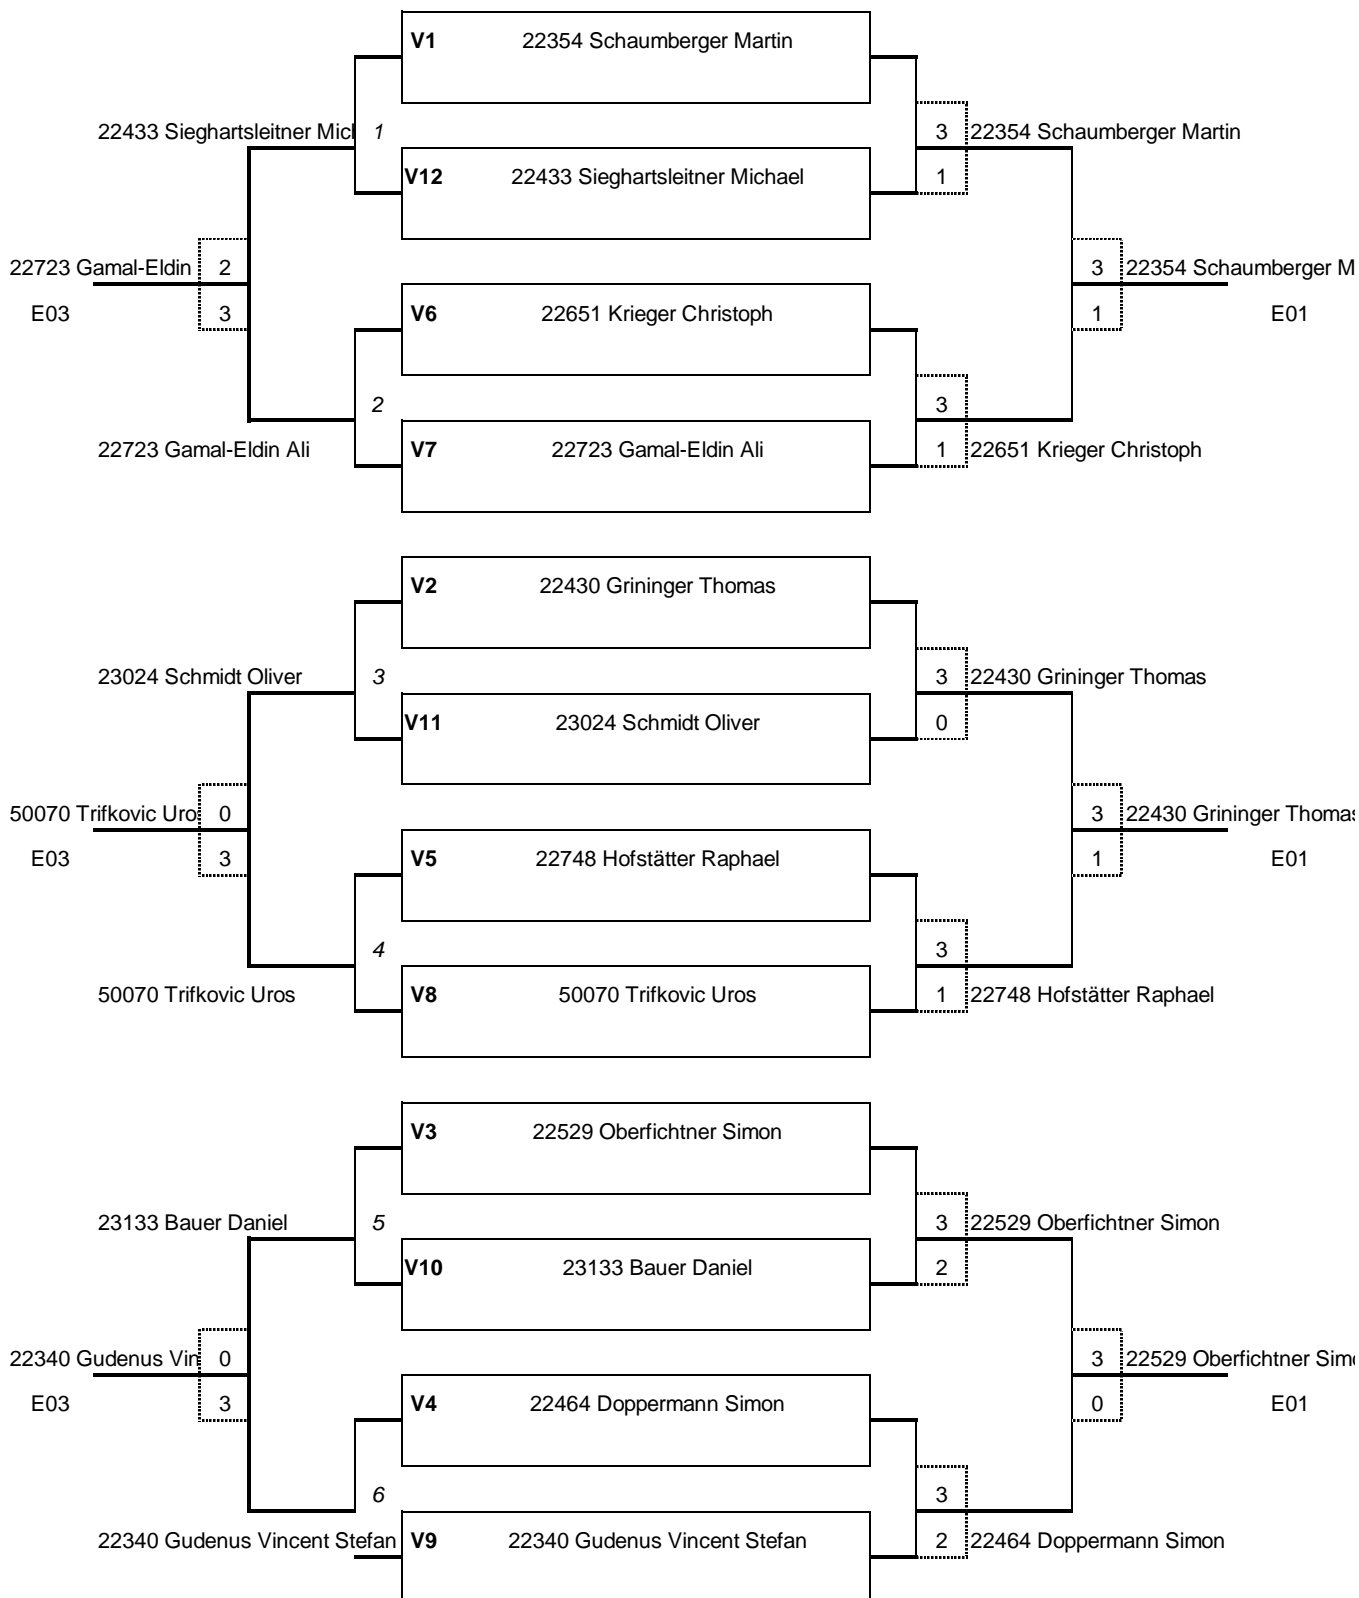 V1 22354 Schaumberger Martin
22433 Sieghartsleitner Mic 1 3 22354 Schaumberger Martin
V12 22433 Sieghartsleitner Michael 1
22723 Gamal-Eldin 2 3 22354 Schaumberger M
E03 3 V6 22651 Krieger Christoph 1 E01
2 3
22723 Gamal-Eldin Ali V7 22723 Gamal-Eldin Ali 1 22651 Krieger Christoph
V2 22430 Grininger Thomas
23024 Schmidt Oliver 3 3 22430 Grininger Thomas
V11 23024 Schmidt Oliver 0
50070 Trifkovic Uro 0 3 22430 Grininger Thomas
E03 3 V5 22748 Hofstätter Raphael 1 E01
4 3
50070 Trifkovic Uros V8 50070 Trifkovic Uros 1 22748 Hofstätter Raphael
V3 22529 Oberfichtner Simon
23133 Bauer Daniel 5 3 22529 Oberfichtner Simon
V10 23133 Bauer Daniel 2
22340 Gudenus Vin 0 3 22529 Oberfichtner Simo
E03 3 V4 22464 Doppermann Simon 0 E01
6 3
22340 Gudenus Vincent Stefan V9 22340 Gudenus Vincent Stefan 2 22464 Doppermann Simon